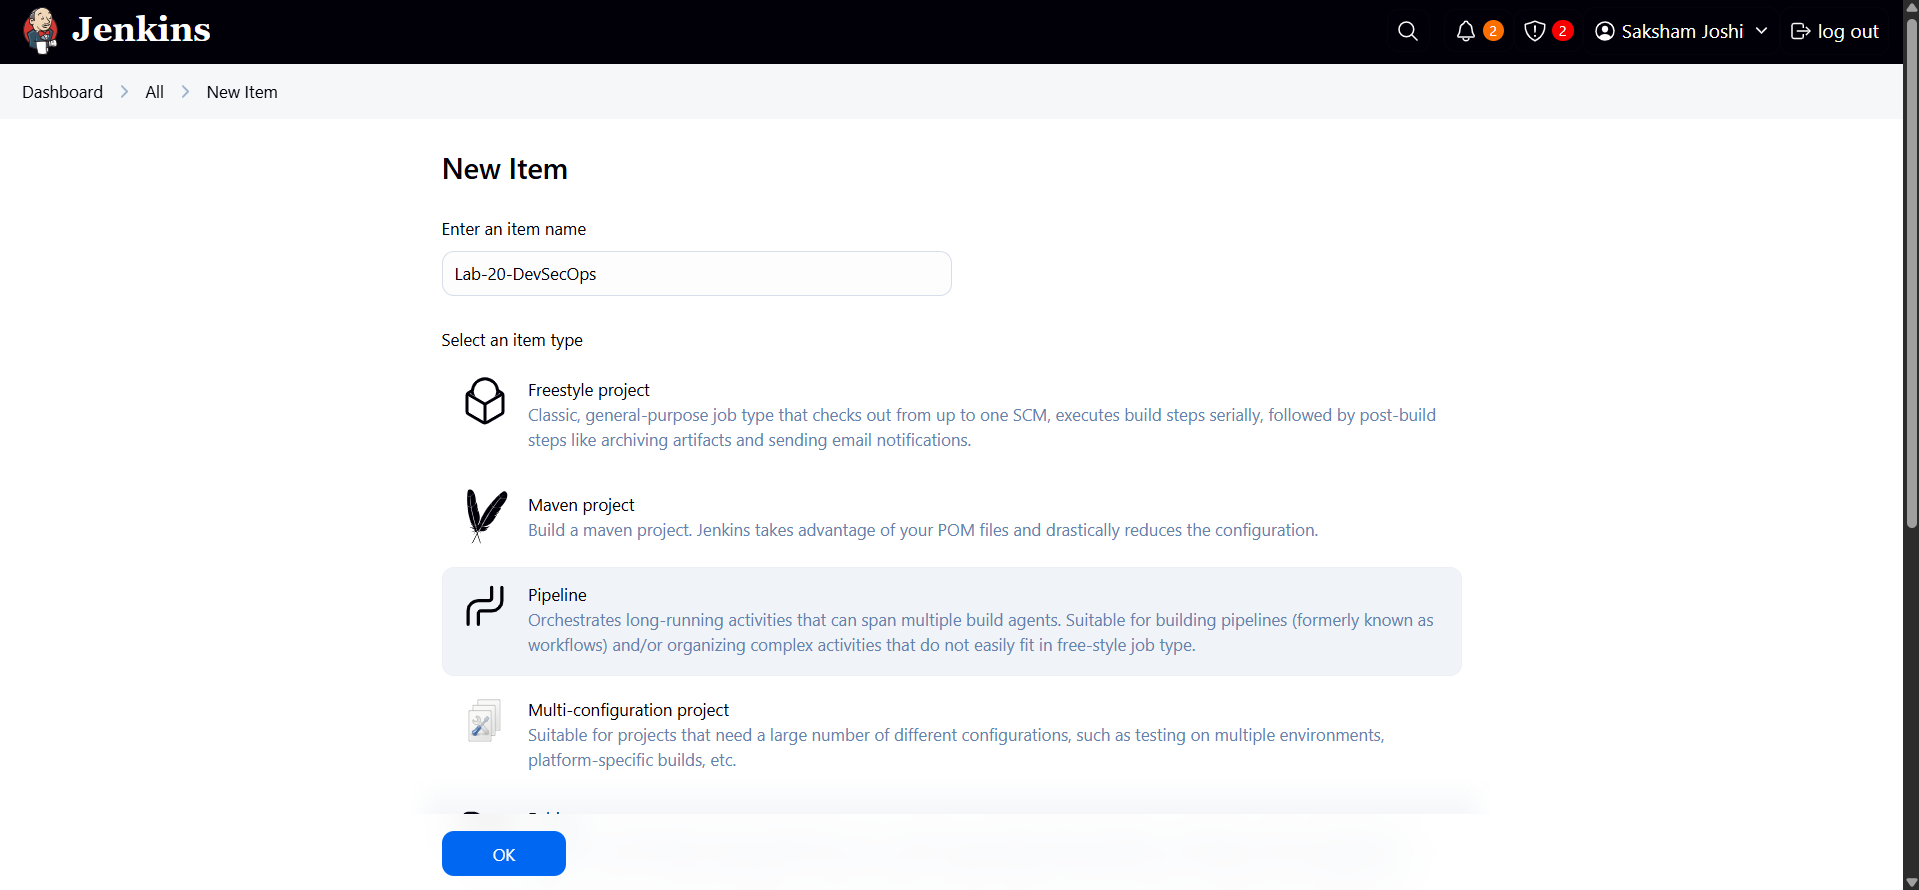 Jenkins
2
2
Saksham Joshi
log out
Dashboard
All
New Item
New Item
Enter an item name
Lab-20-DevSecOps
Select an item type
Freestyle project
Classic, general-purpose job type that checks out from up to one SCM, executes build steps serially, followed by post-build
steps like archiving artifacts and sending email notifications.
Maven project
Build a maven project. Jenkins takes advantage of your POM files and drastically reduces the configuration.
Pipeline
Orchestrates long-running activities that can span multiple build agents. Suitable for building pipelines (formerly known as
workflows) and/or organizing complex activities that do not easily fit in free-style job type.
Multi-configuration project
Suitable for projects that need a large number of different configurations, such as testing on multiple environments,
platform-specific builds, etc.
OK